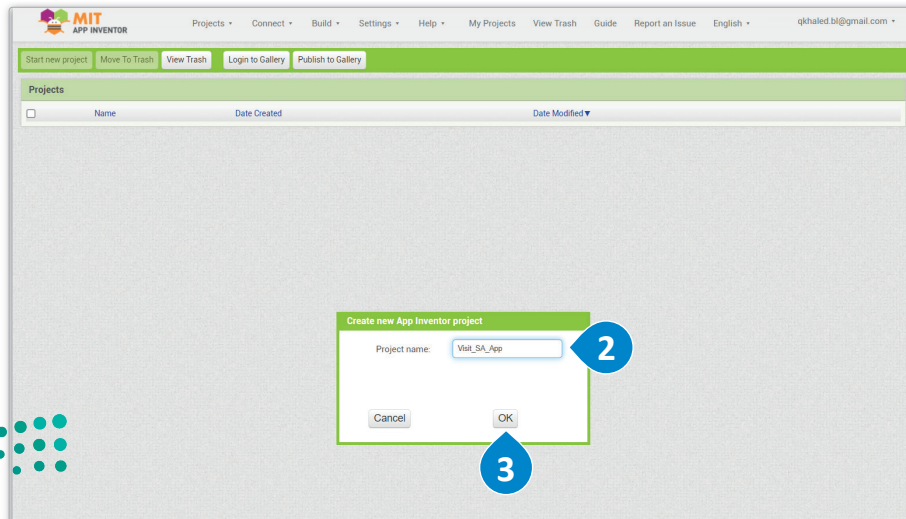 MIT
APP INVENTOR
Projects Connect Build Settings Help My Projects View Trash Guide Report an Issue English qkhaled.bl@gmail.com
Start new project Move To Trash View Trash Login to Gallery Publish to Gallery
Projects
Name Date Created Date Modified
Create new App Inventor project
Project name: Visit_SA_App
2
Cancel OK
3